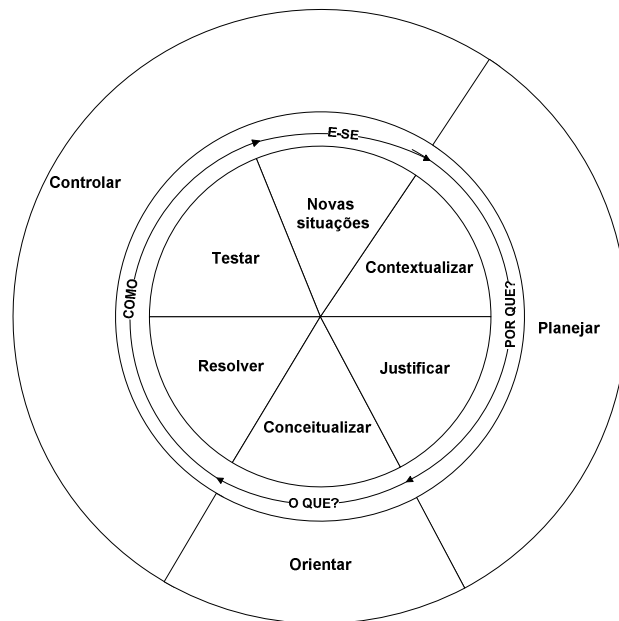 E-SE
Controlar
Novas
situações
Testar
Contextualizar
COMO
POR QUE?
Planejar
Resolver
Justificar
Conceitualizar
O QUE?
Orientar